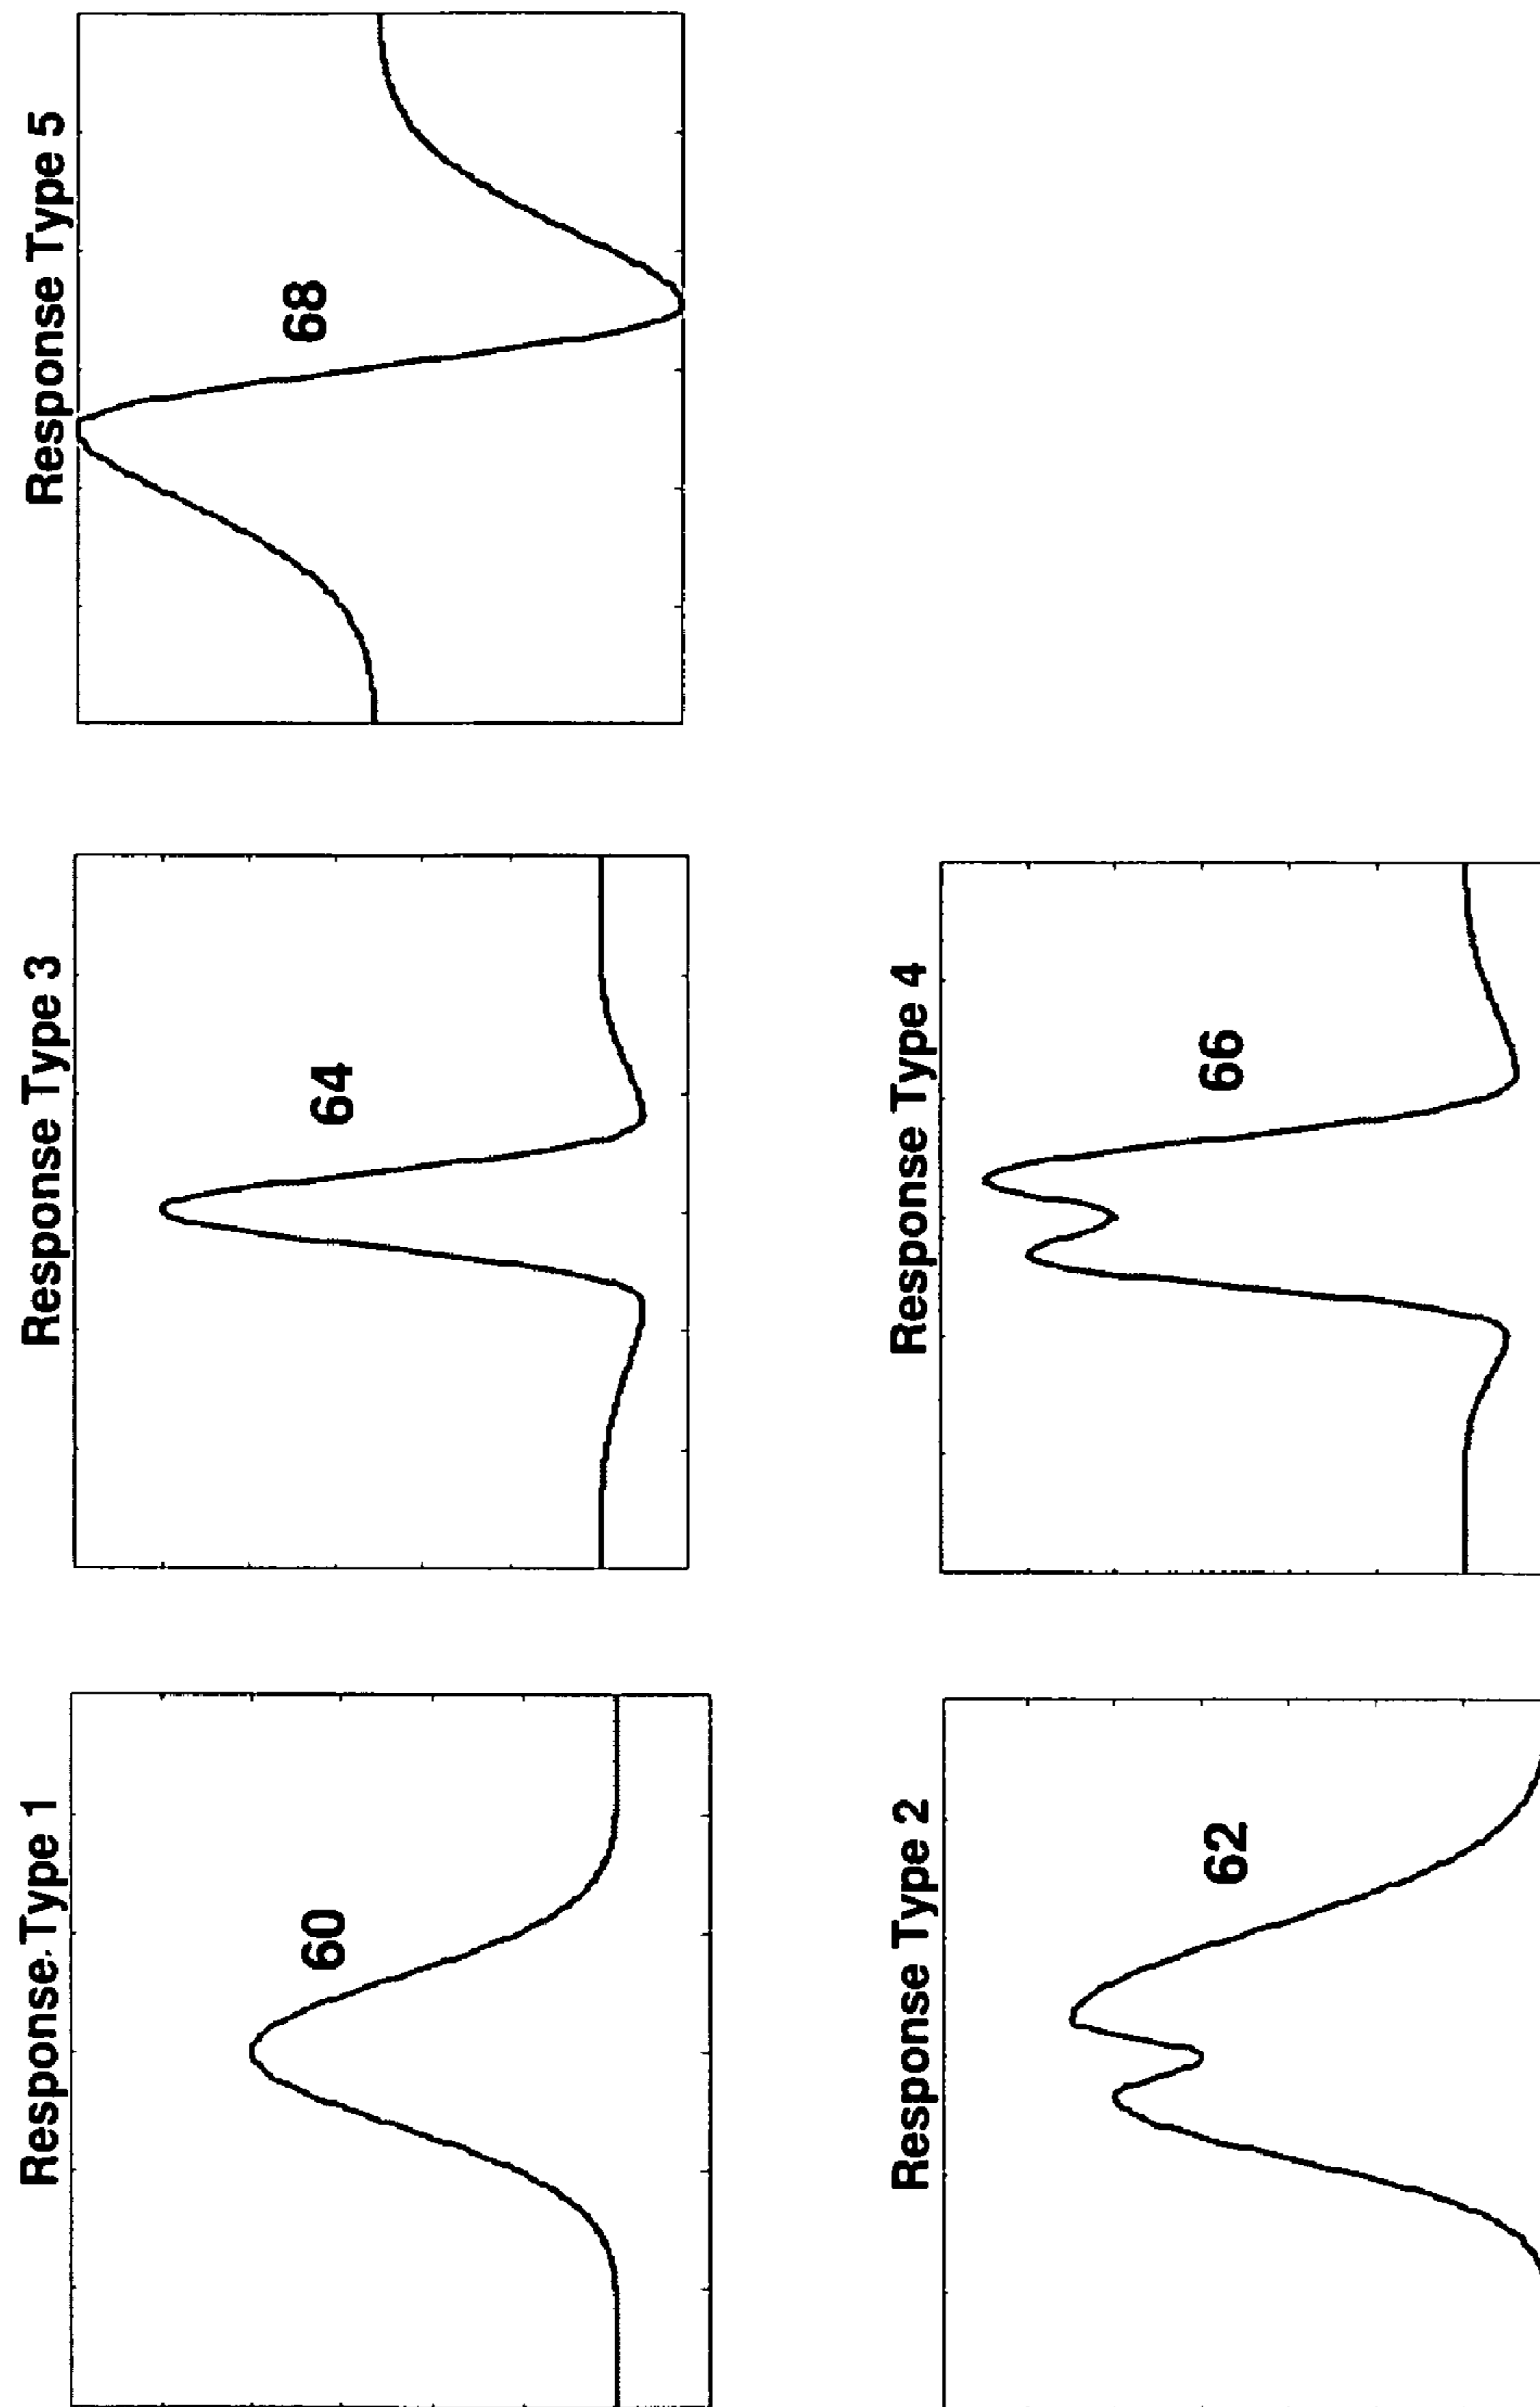 Response Type 1
60
Response Type 3
64
Response Type 5
68
Response Type 2
62
Response Type 4
66